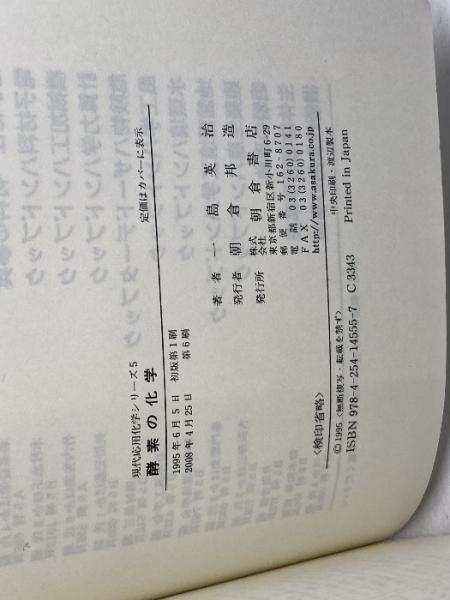 現代応用化学シリーズ5
酵素の化学
定価はカバーに表示
1995年6月5日 初版第1刷
2008年4月25日 第6刷
著者 一島英治
発行者 朝倉邦造
発行所 株式会社 朝倉書店
東京都新宿区新小川町6-29
郵便番号 162-8707
電話 03(3260)0141
FAX 03(3260)0180
http://www.asakura.co.jp
〈検印省略〉
©1995〈無断複写・転載を禁ず〉 中央印刷・渡辺製本
ISBN 978-4-254-14555-7 C 3343 Printed in Japan